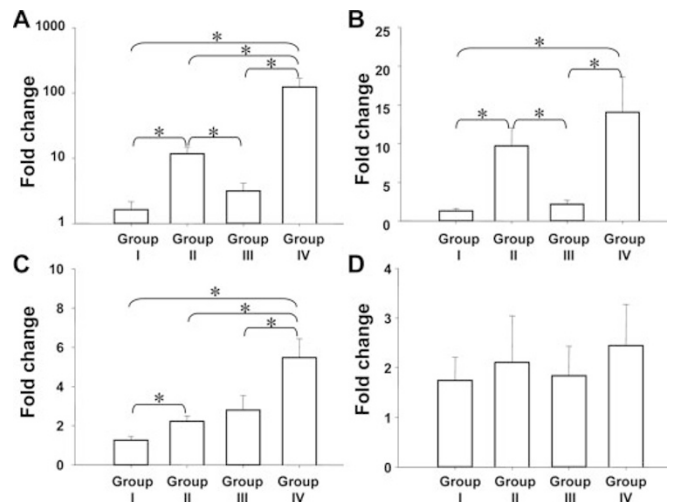 A
Fold change
1000
100
10
1
*
*
*
*
*
Group I
Group II
Group III
Group IV
B
Fold change
25
20
15
10
5
0
*
*
*
*
Group I
Group II
Group III
Group IV
C
Fold change
10
8
6
4
2
0
*
*
*
*
Group I
Group II
Group III
Group IV
D
Fold change
4
3
2
1
0
Group I
Group II
Group III
Group IV